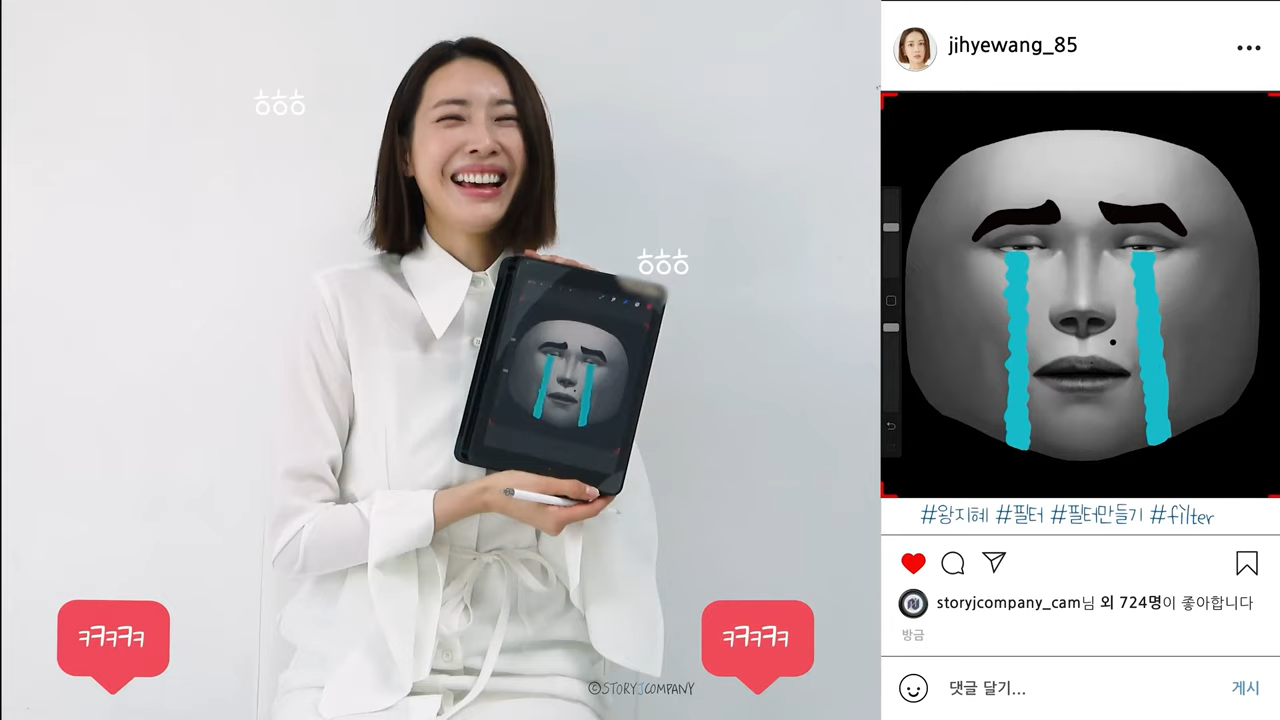 ㅎㅎㅎ
ㅎㅎㅎ
ㅋㅋㅋㅋ
ㅋㅋㅋㅋ
©STORYJCOMPANY
jihyewang_85
#왕지혜 #필터 #필터만들기 #filter
storyjcompany_cam님 외 724명이 좋아합니다
방금
댓글 달기...
게시